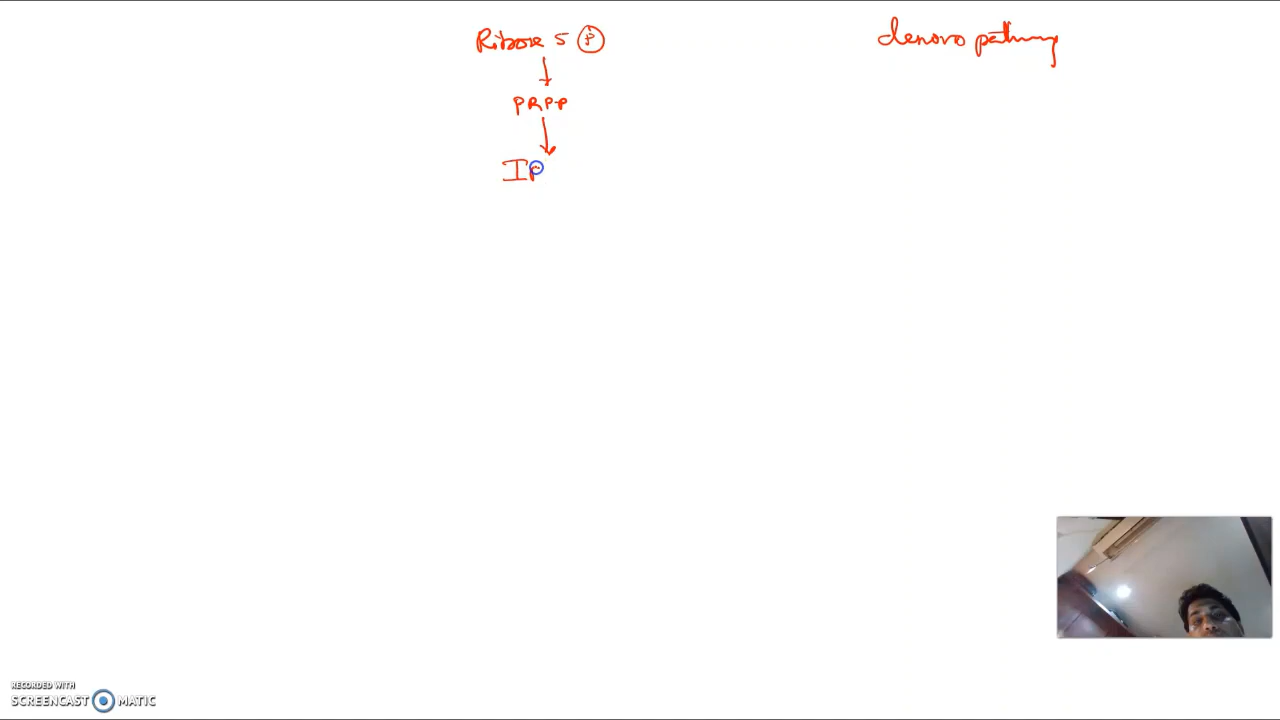 Ribose 5 P
denovo pathway
PRPP
IP
RECORDED WITH
SCREENCAST MATIC